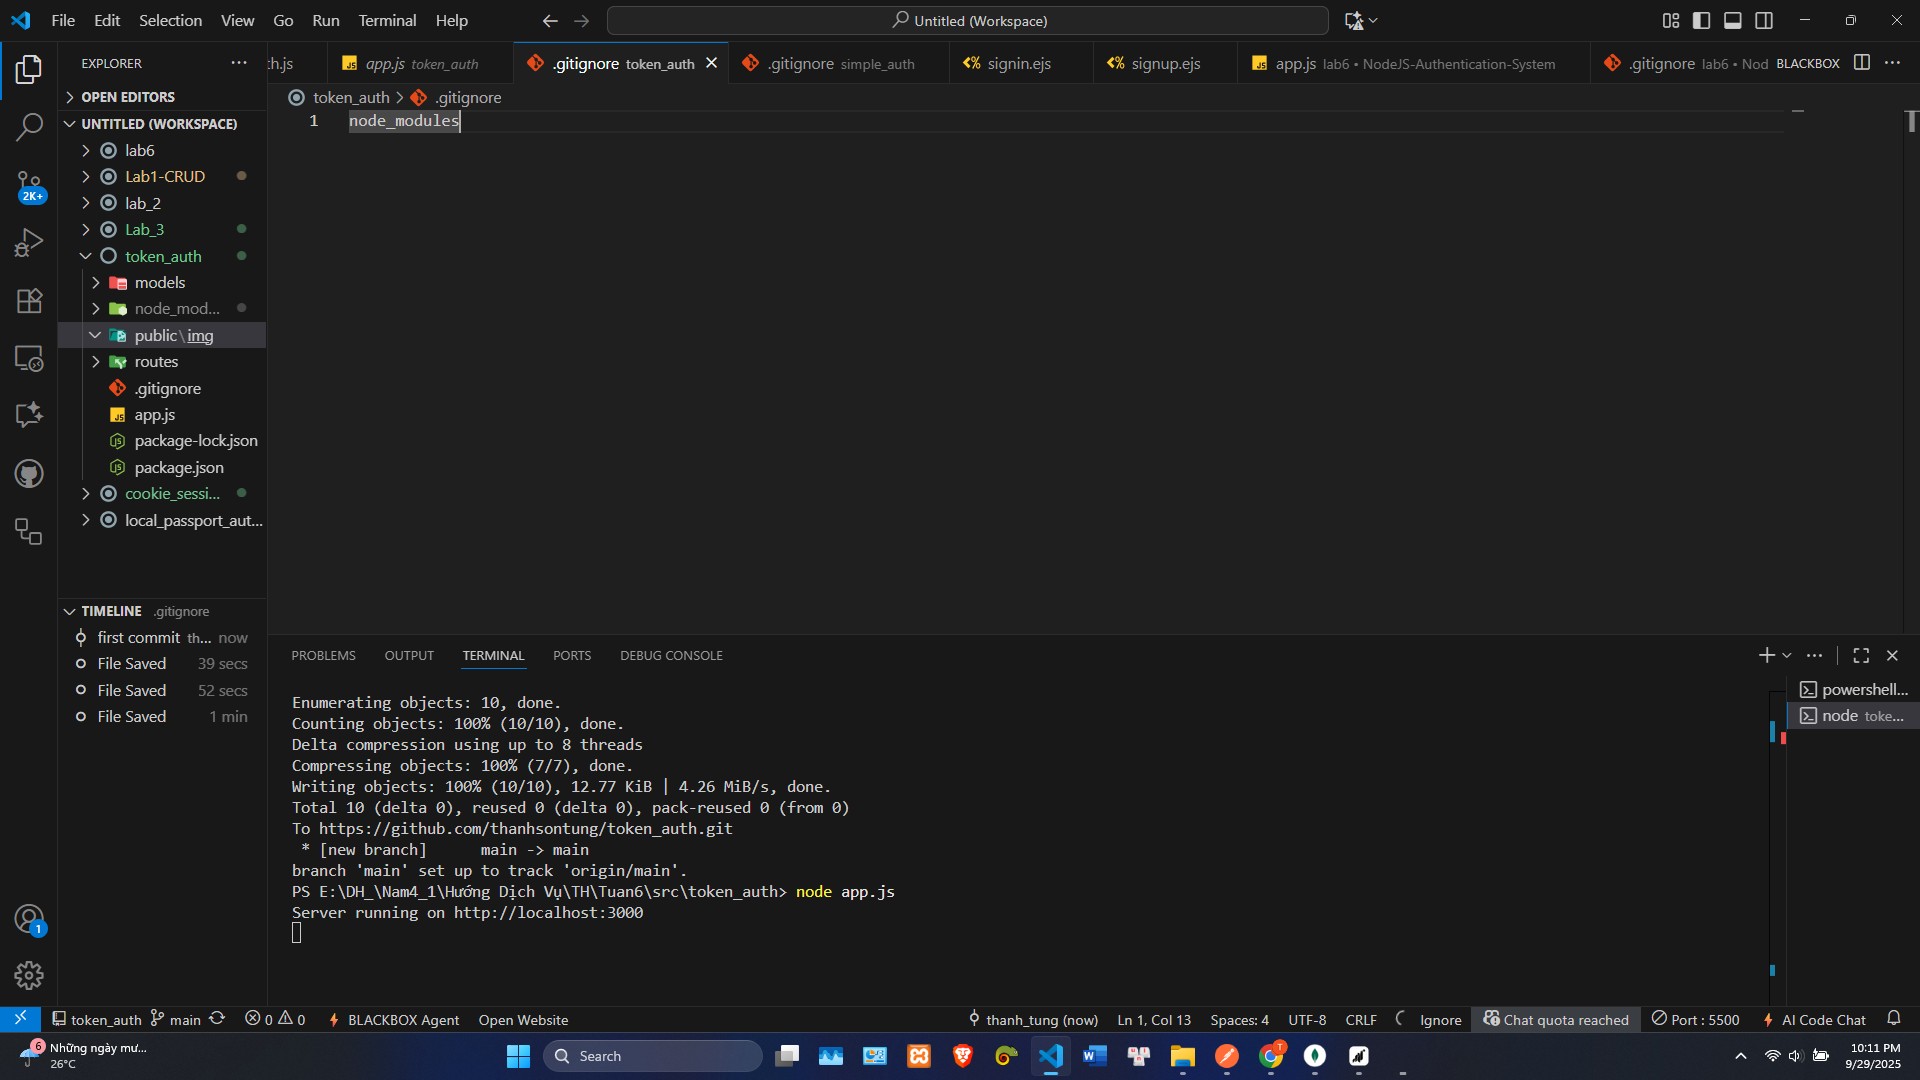 File Edit Selection View Go Run Terminal Help
Untitled (Workspace)
EXPLORER
th.js
app.js token_auth
.gitignore token_auth
.gitignore simple_auth
signin.ejs
signup.ejs
app.js lab6 • NodeJS-Authentication-System
.gitignore lab6 • Nod
BLACKBOX
token_auth > .gitignore
1 node_modules
OPEN EDITORS
UNTITLED (WORKSPACE)
lab6
Lab1-CRUD
lab_2
Lab_3
token_auth
models
node_mod...
public\img
routes
.gitignore
app.js
package-lock.json
package.json
cookie_sessi...
local_passport_aut...
2K+
1
TIMELINE .gitignore
first commit th... now
File Saved 39 secs
File Saved 52 secs
File Saved 1 min
PROBLEMS OUTPUT TERMINAL PORTS DEBUG CONSOLE
powershell...
node toke...
Enumerating objects: 10, done.
Counting objects: 100% (10/10), done.
Delta compression using up to 8 threads
Compressing objects: 100% (7/7), done.
Writing objects: 100% (10/10), 12.77 KiB | 4.26 MiB/s, done.
Total 10 (delta 0), reused 0 (delta 0), pack-reused 0 (from 0)
To https://github.com/thanhsontung/token_auth.git
* [new branch] main -> main
branch 'main' set up to track 'origin/main'.
PS E:\DH_\Nam4_1\Hướng Dịch Vụ\TH\Tuan6\src\token_auth> node app.js
Server running on http://localhost:3000
token_auth main 0 0 BLACKBOX Agent Open Website
thanh_tung (now) Ln 1, Col 13 Spaces: 4 UTF-8 CRLF Ignore Chat quota reached Port : 5500 AI Code Chat
6
Những ngày mư...
26°C
Search
T
10:11 PM
9/29/2025